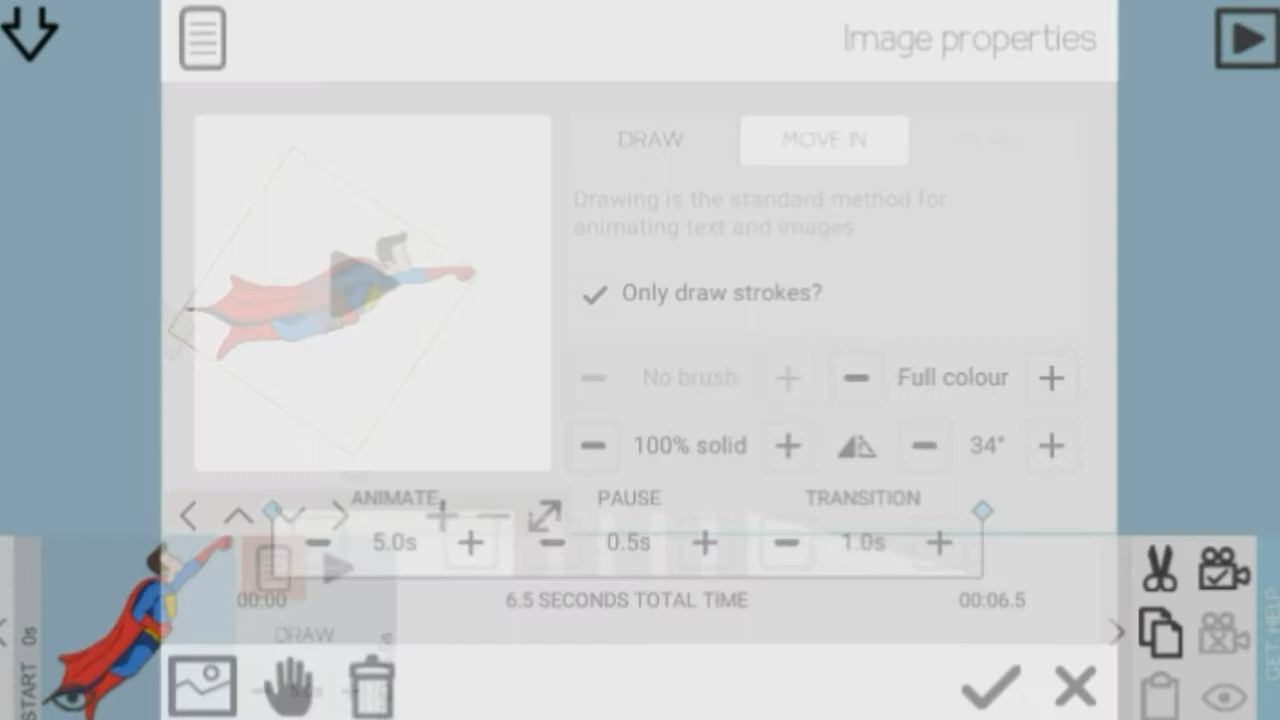 Image properties
DRAW
MOVE IN
Drawing is the standard method for
animating text and images
Only draw strokes?
No brush
Full colour
100% solid
34°
ANIMATE
PAUSE
TRANSITION
5.0s
0.5s
1.0s
00:00
6.5 SECONDS TOTAL TIME
00:06.5
DRAW
START 0s
GET HELP